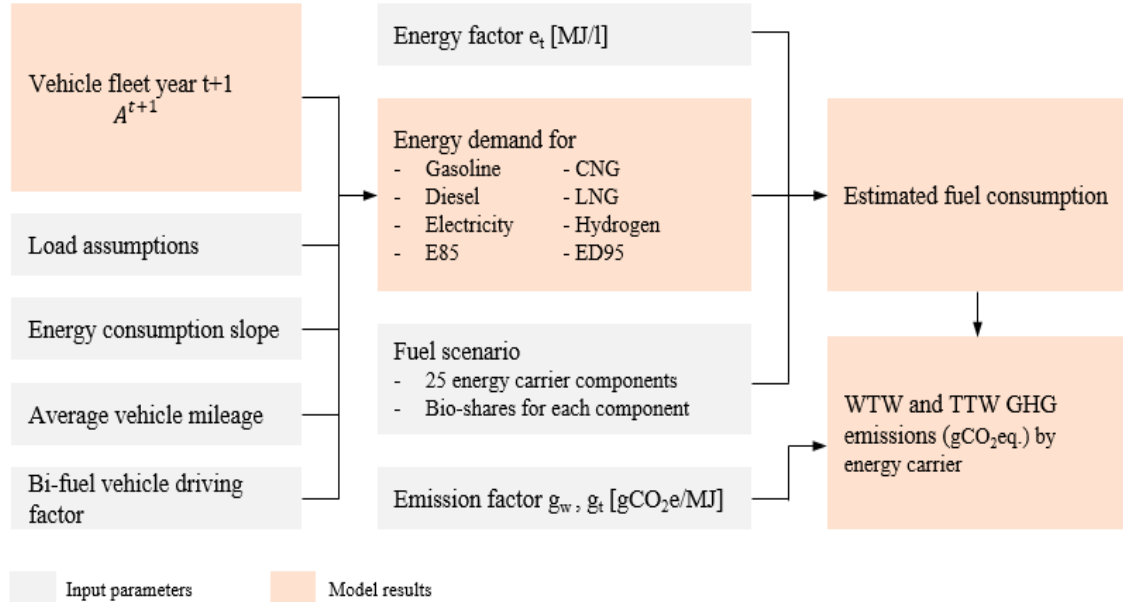 Vehicle fleet year t+1
A^{t+1}
Load assumptions
Energy consumption slope
Average vehicle mileage
Bi-fuel vehicle driving
factor
Energy factor e_t [MJ/l]
Energy demand for
- Gasoline - CNG
- Diesel - LNG
- Electricity - Hydrogen
- E85 - ED95
Fuel scenario
- 25 energy carrier components
- Bio-shares for each component
Emission factor g_w, g_t [gCO₂e/MJ]
Estimated fuel consumption
WTW and TTW GHG
emissions (gCO₂eq.) by
energy carrier
Input parameters
Model results